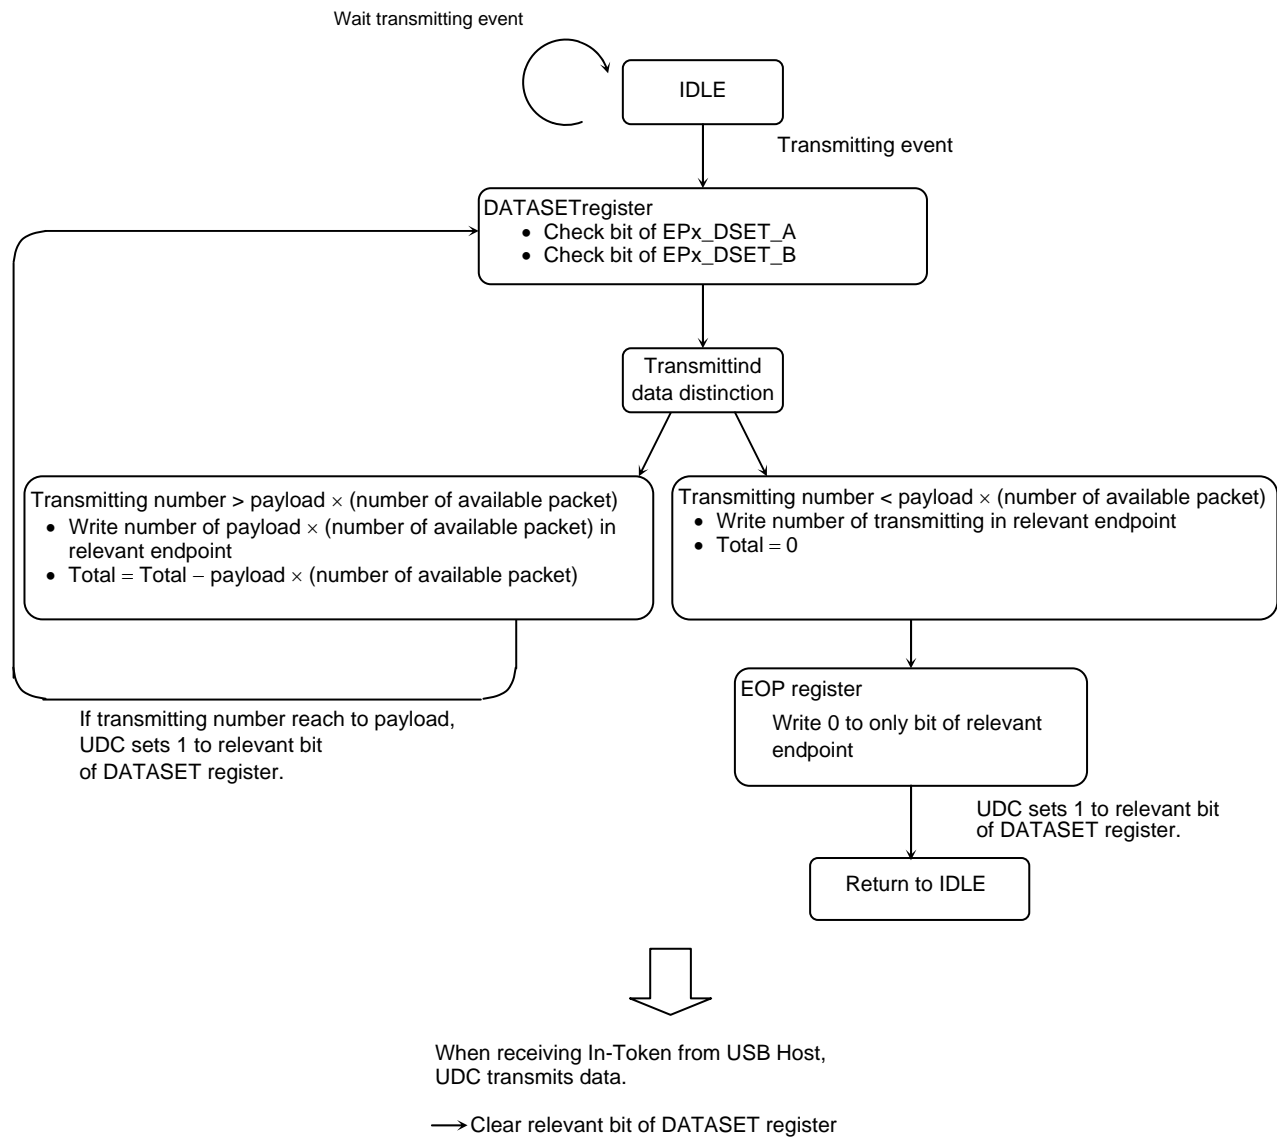 Wait transmitting event
IDLE
Transmitting event
DATASETregister
• Check bit of EPx_DSET_A
• Check bit of EPx_DSET_B
Transmittind
data distinction
Transmitting number > payload × (number of available packet)
• Write number of payload × (number of available packet) in
relevant endpoint
• Total = Total − payload × (number of available packet)
Transmitting number < payload × (number of available packet)
• Write number of transmitting in relevant endpoint
• Total = 0
If transmitting number reach to payload,
UDC sets 1 to relevant bit
of DATASET register.
EOP register
Write 0 to only bit of relevant
endpoint
UDC sets 1 to relevant bit
of DATASET register.
Return to IDLE
When receiving In-Token from USB Host,
UDC transmits data.
Clear relevant bit of DATASET register